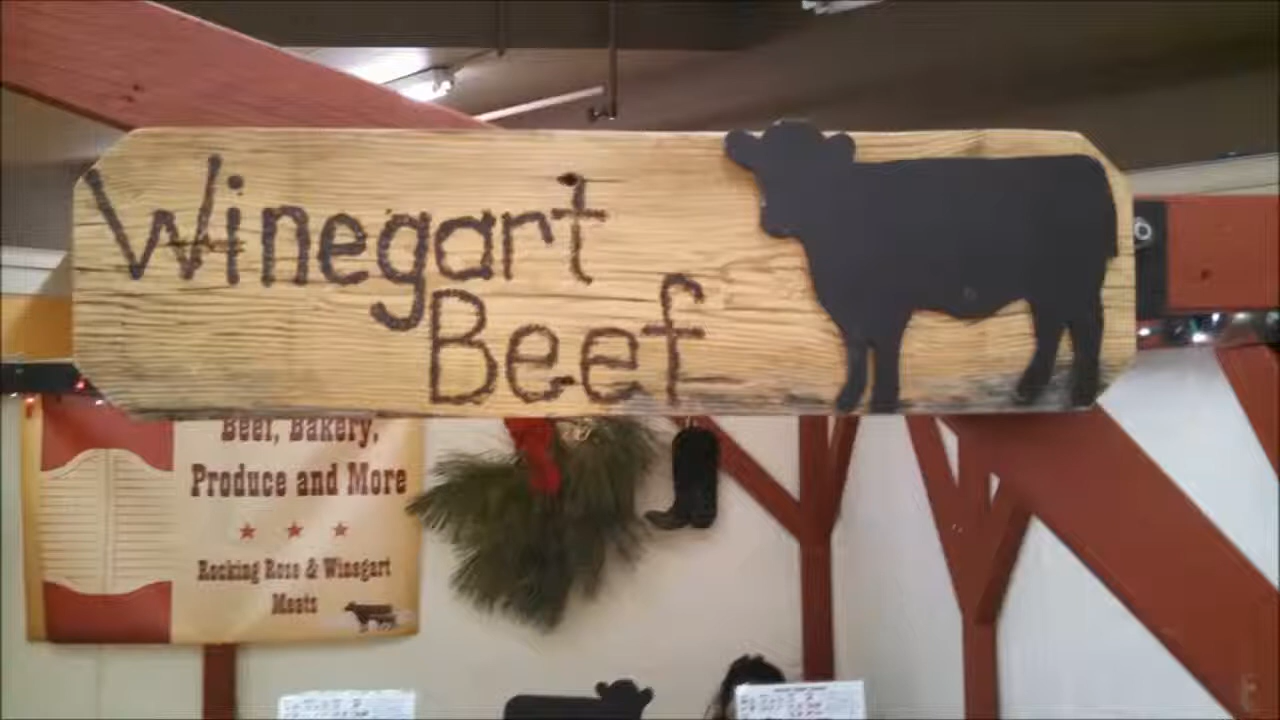 Winegart
Beef
Beef, Bakery,
Produce and More
Rocking Rose & Winegart
Meats